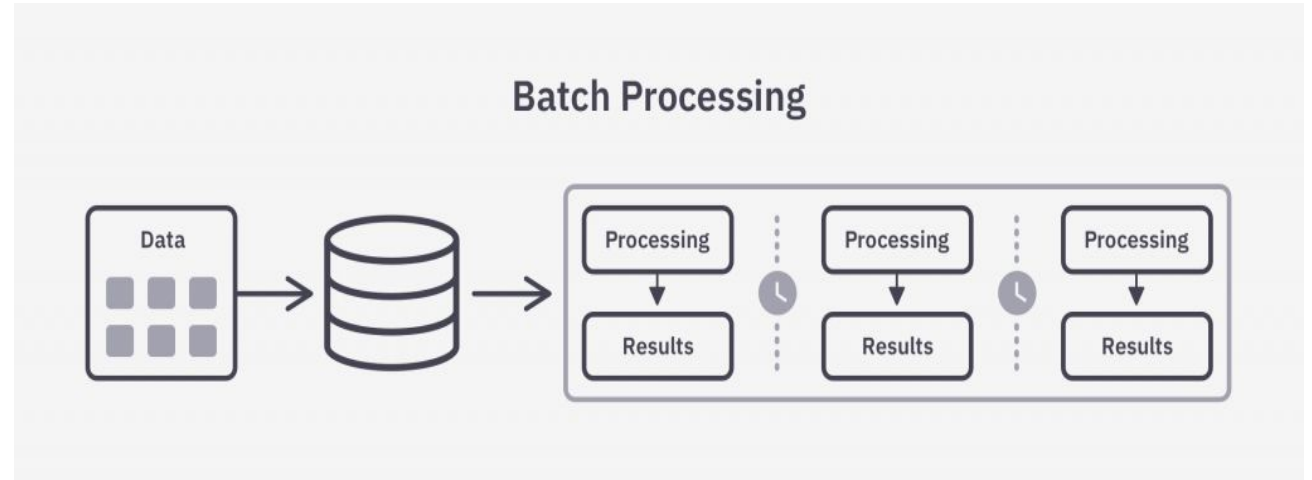 Batch Processing
Data
Processing
Processing
Processing
Results
Results
Results